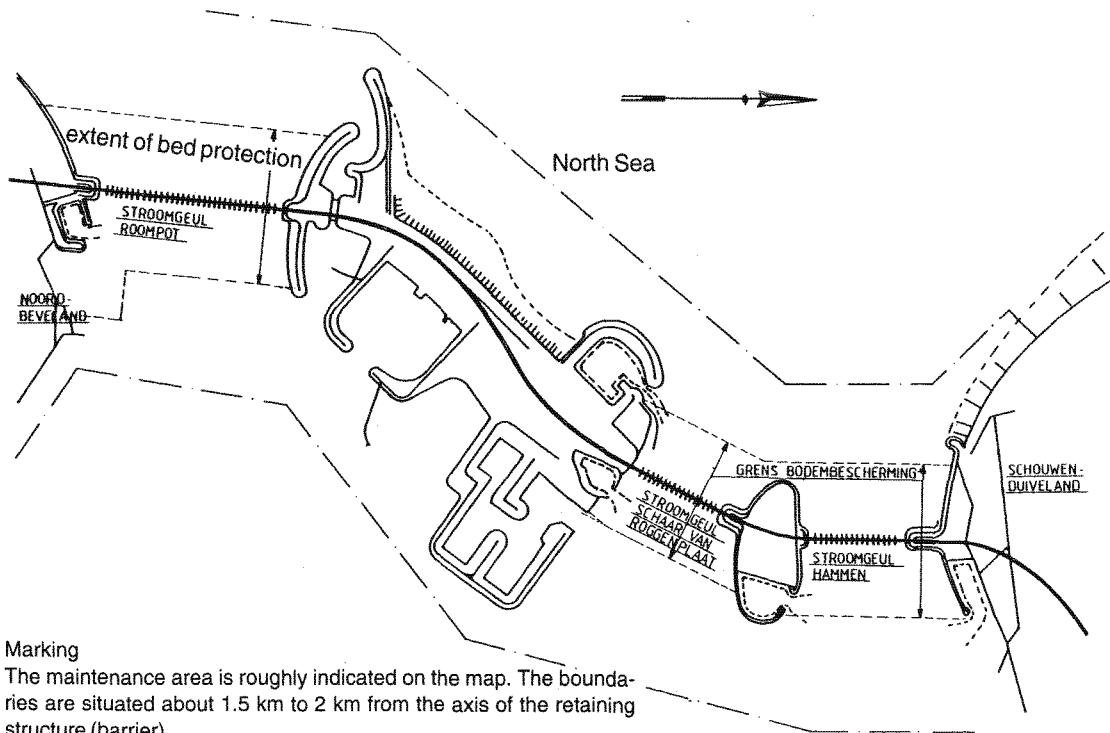 extent of bed protection
North Sea
STROOMGEUL
ROOMPOT
NOORD-
BEVELAND
GRENS BODEMBESCHERMING
SCHOUWEN-
DUIVELAND
STROOMGEUL
SCHAAR VAN
ROGGENPLAAT
STROOMGEUL
HAMMEN
Marking
The maintenance area is roughly indicated on the map. The bounda-
ries are situated about 1.5 km to 2 km from the axis of the retaining
structure (barrier)